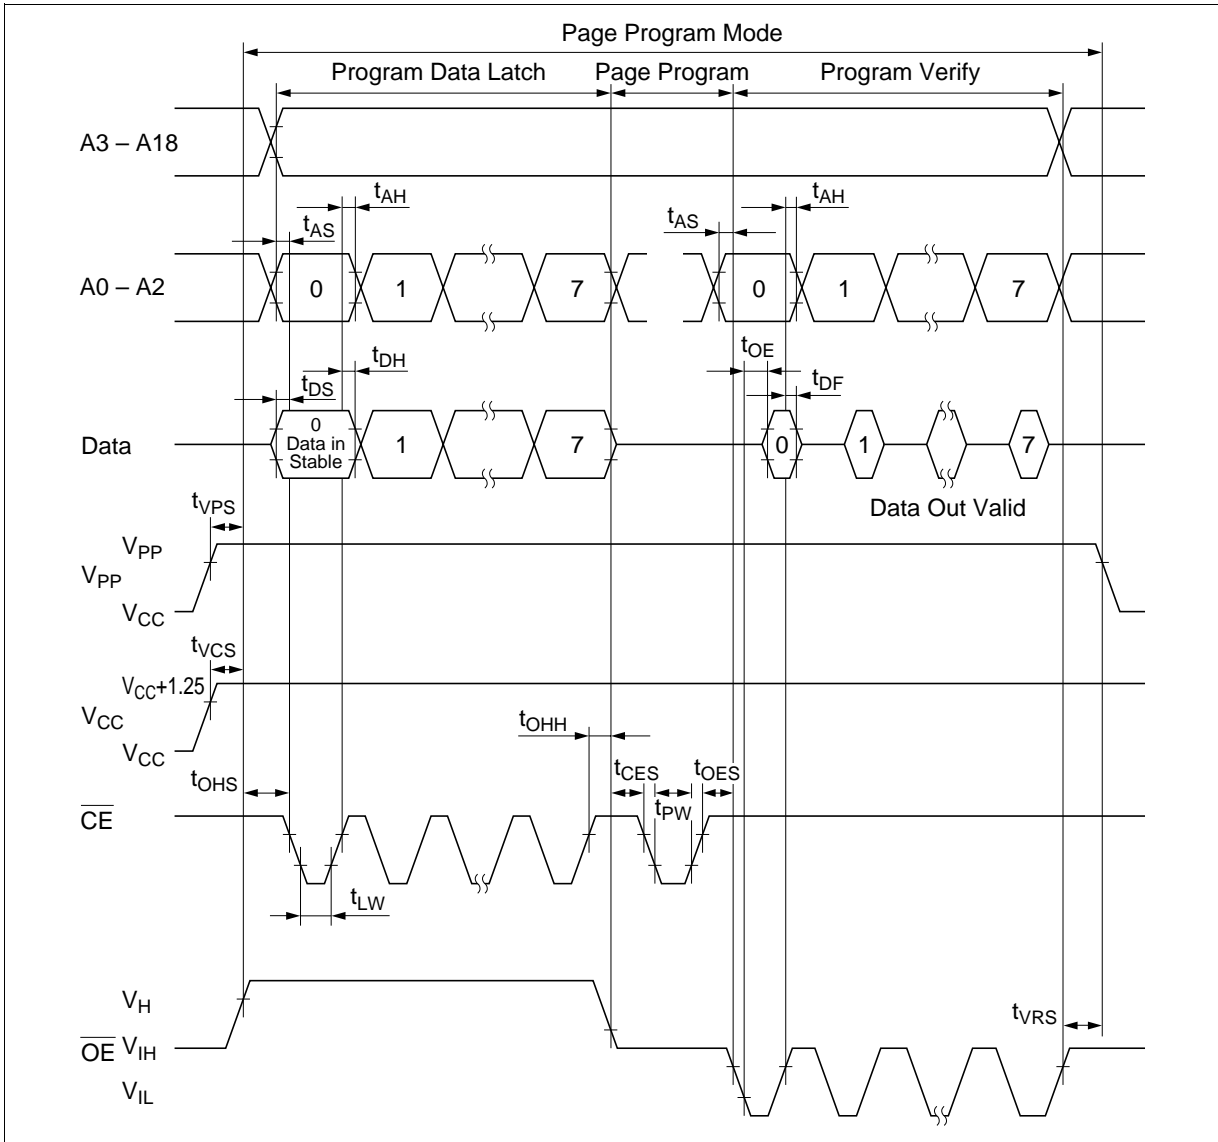 Page Program Mode
Program Data Latch Page Program Program Verify
A3 – A18
tAH tAH
tAS tAS
A0 – A2 0 1 7 0 1 7
tOE
tDH
tDS tDF
Data 0 Data in Stable 1 7 0 1 7
Data Out Valid
tVPS
VPP
VPP
VCC
tVCS
VCC+1.25
VCC
VCC
tOHH
tOHS tCES tOES
tPW
CE
tLW
VH
tVRS
OE VIH
VIL